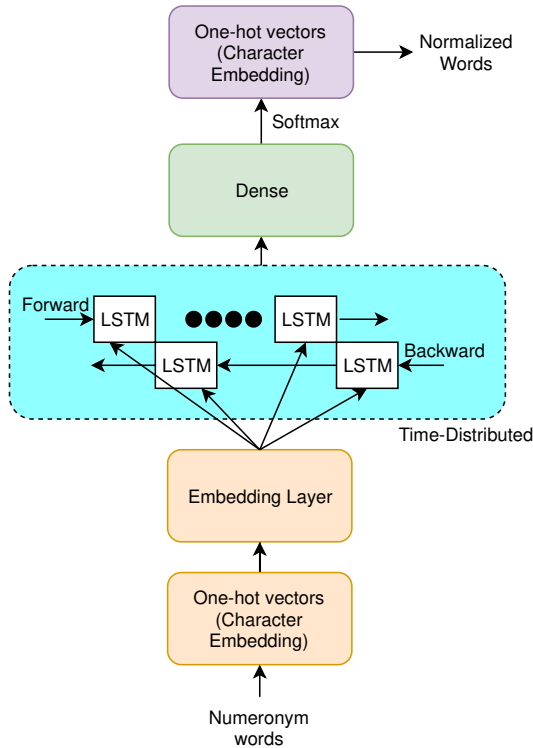 One-hot vectors
(Character
Embedding)
Normalized
Words
Softmax
Dense
Forward
LSTM
LSTM
LSTM
LSTM
Backward
Time-Distributed
Embedding Layer
One-hot vectors
(Character
Embedding)
Numeronym
words